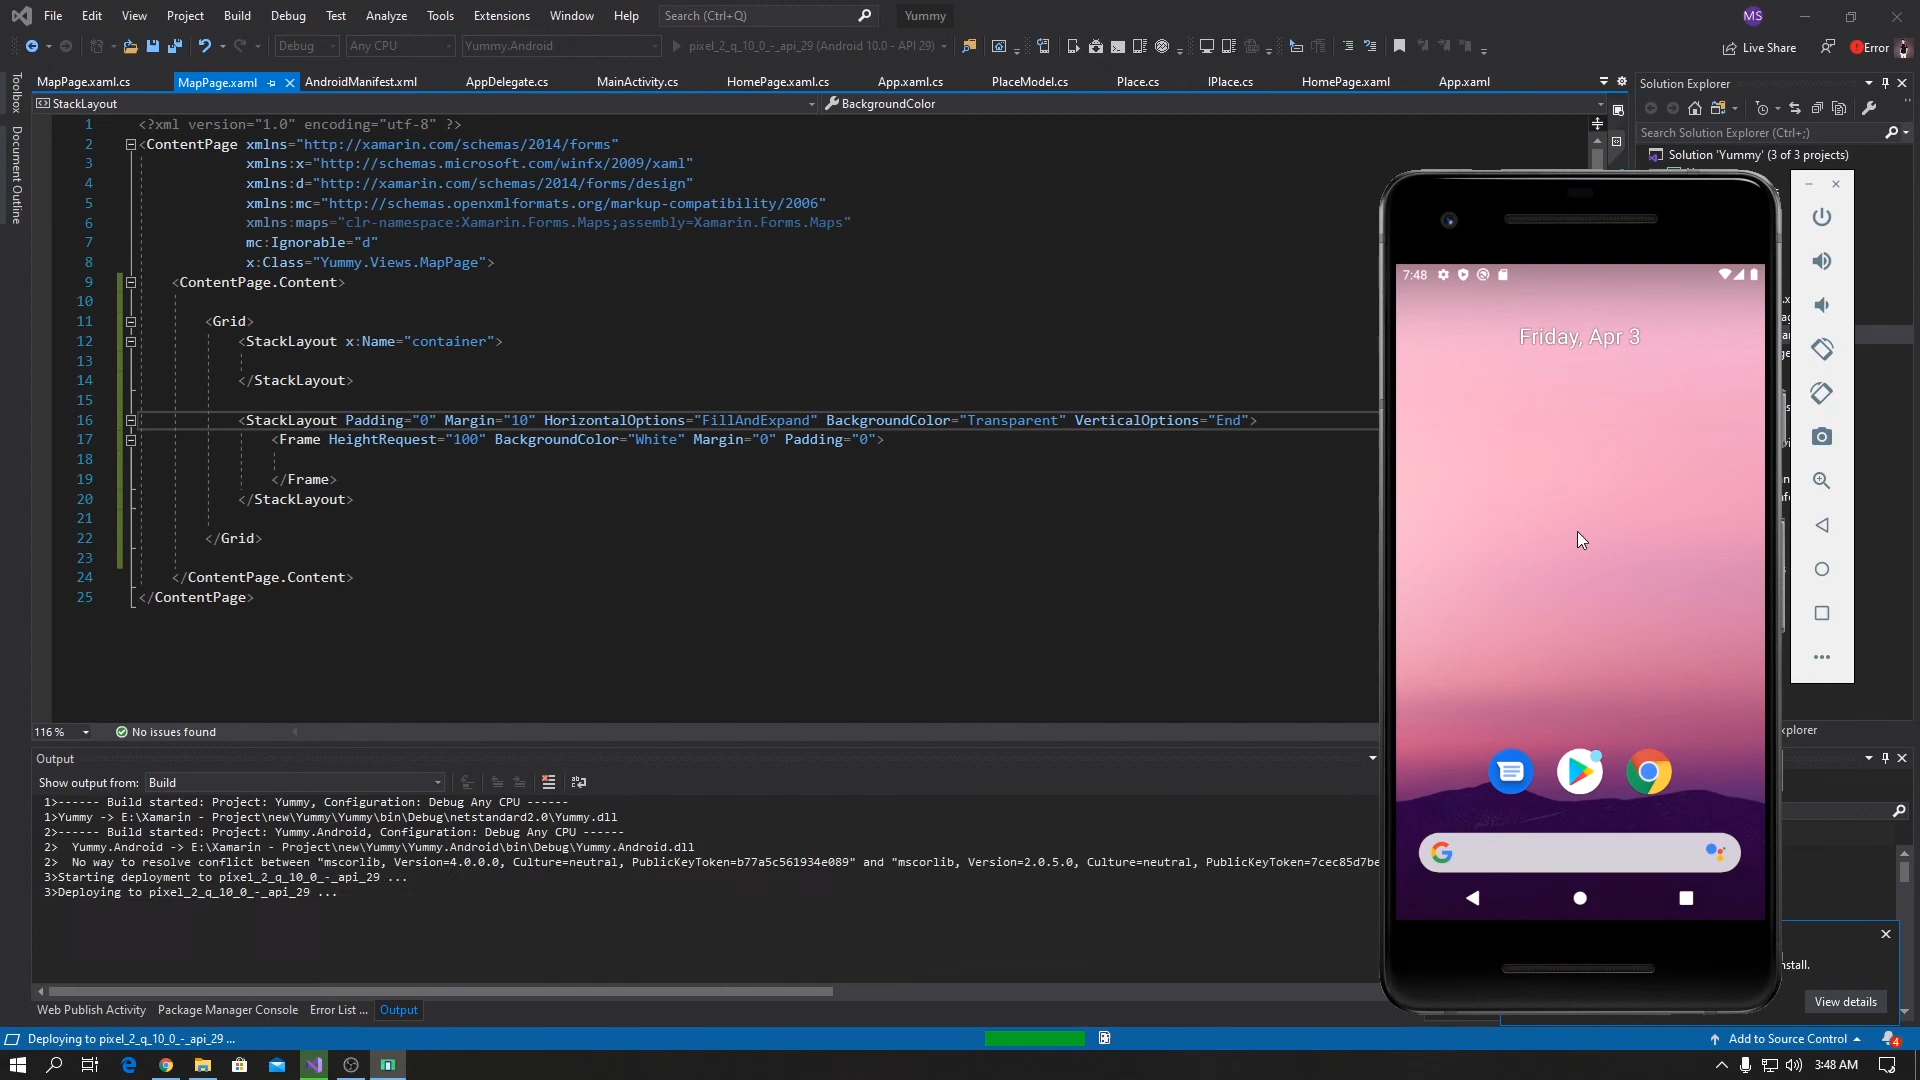 File Edit View Project Build Debug Test Analyze Tools Extensions Window Help Search (Ctrl+Q) Yummy MS
Debug Any CPU Yummy.Android pixel_2_q_10_0_-_api_29 (Android 10.0 - API 29) Live Share Error
MapPage.xaml.cs MapPage.xaml AndroidManifest.xml AppDelegate.cs MainActivity.cs HomePage.xaml.cs App.xaml.cs PlaceModel.cs Place.cs IPlace.cs HomePage.xaml App.xaml
StackLayout BackgroundColor
Toolbox
Document Outline
1 <?xml version="1.0" encoding="utf-8" ?>
2 <ContentPage xmlns="http://xamarin.com/schemas/2014/forms"
3 xmlns:x="http://schemas.microsoft.com/winfx/2009/xaml"
4 xmlns:d="http://xamarin.com/schemas/2014/forms/design"
5 xmlns:mc="http://schemas.openxmlformats.org/markup-compatibility/2006"
6 xmlns:maps="clr-namespace:Xamarin.Forms.Maps;assembly=Xamarin.Forms.Maps"
7 mc:Ignorable="d"
8 x:Class="Yummy.Views.MapPage">
9 <ContentPage.Content>
10
11 <Grid>
12 <StackLayout x:Name="container">
13
14 </StackLayout>
15
16 <StackLayout Padding="0" Margin="10" HorizontalOptions="FillAndExpand" BackgroundColor="Transparent" VerticalOptions="End">
17 <Frame HeightRequest="100" BackgroundColor="White" Margin="0" Padding="0">
18
19 </Frame>
20 </StackLayout>
21
22 </Grid>
23
24 </ContentPage.Content>
25 </ContentPage>
116 % No issues found
Output
Show output from: Build
1>------ Build started: Project: Yummy, Configuration: Debug Any CPU ------
1>Yummy -> E:\Xamarin - Project\new\Yummy\Yummy\bin\Debug\netstandard2.0\Yummy.dll
2>------ Build started: Project: Yummy.Android, Configuration: Debug Any CPU ------
2> Yummy.Android -> E:\Xamarin - Project\new\Yummy\Yummy.Android\bin\Debug\Yummy.Android.dll
2> No way to resolve conflict between "mscorlib, Version=4.0.0.0, Culture=neutral, PublicKeyToken=b77a5c561934e089" and "mscorlib, Version=2.0.5.0, Culture=neutral, PublicKeyToken=7cec85d7be
3>Starting deployment to pixel_2_q_10_0_-_api_29 ...
3>Deploying to pixel_2_q_10_0_-_api_29 ...
Web Publish Activity Package Manager Console Error List ... Output
Solution Explorer
Search Solution Explorer (Ctrl+;)
Solution 'Yummy' (3 of 3 projects)
7:48
Friday, Apr 3
xplorer
nstall.
View details
Deploying to pixel_2_q_10_0_-_api_29 ... Add to Source Control 4
3:48 AM